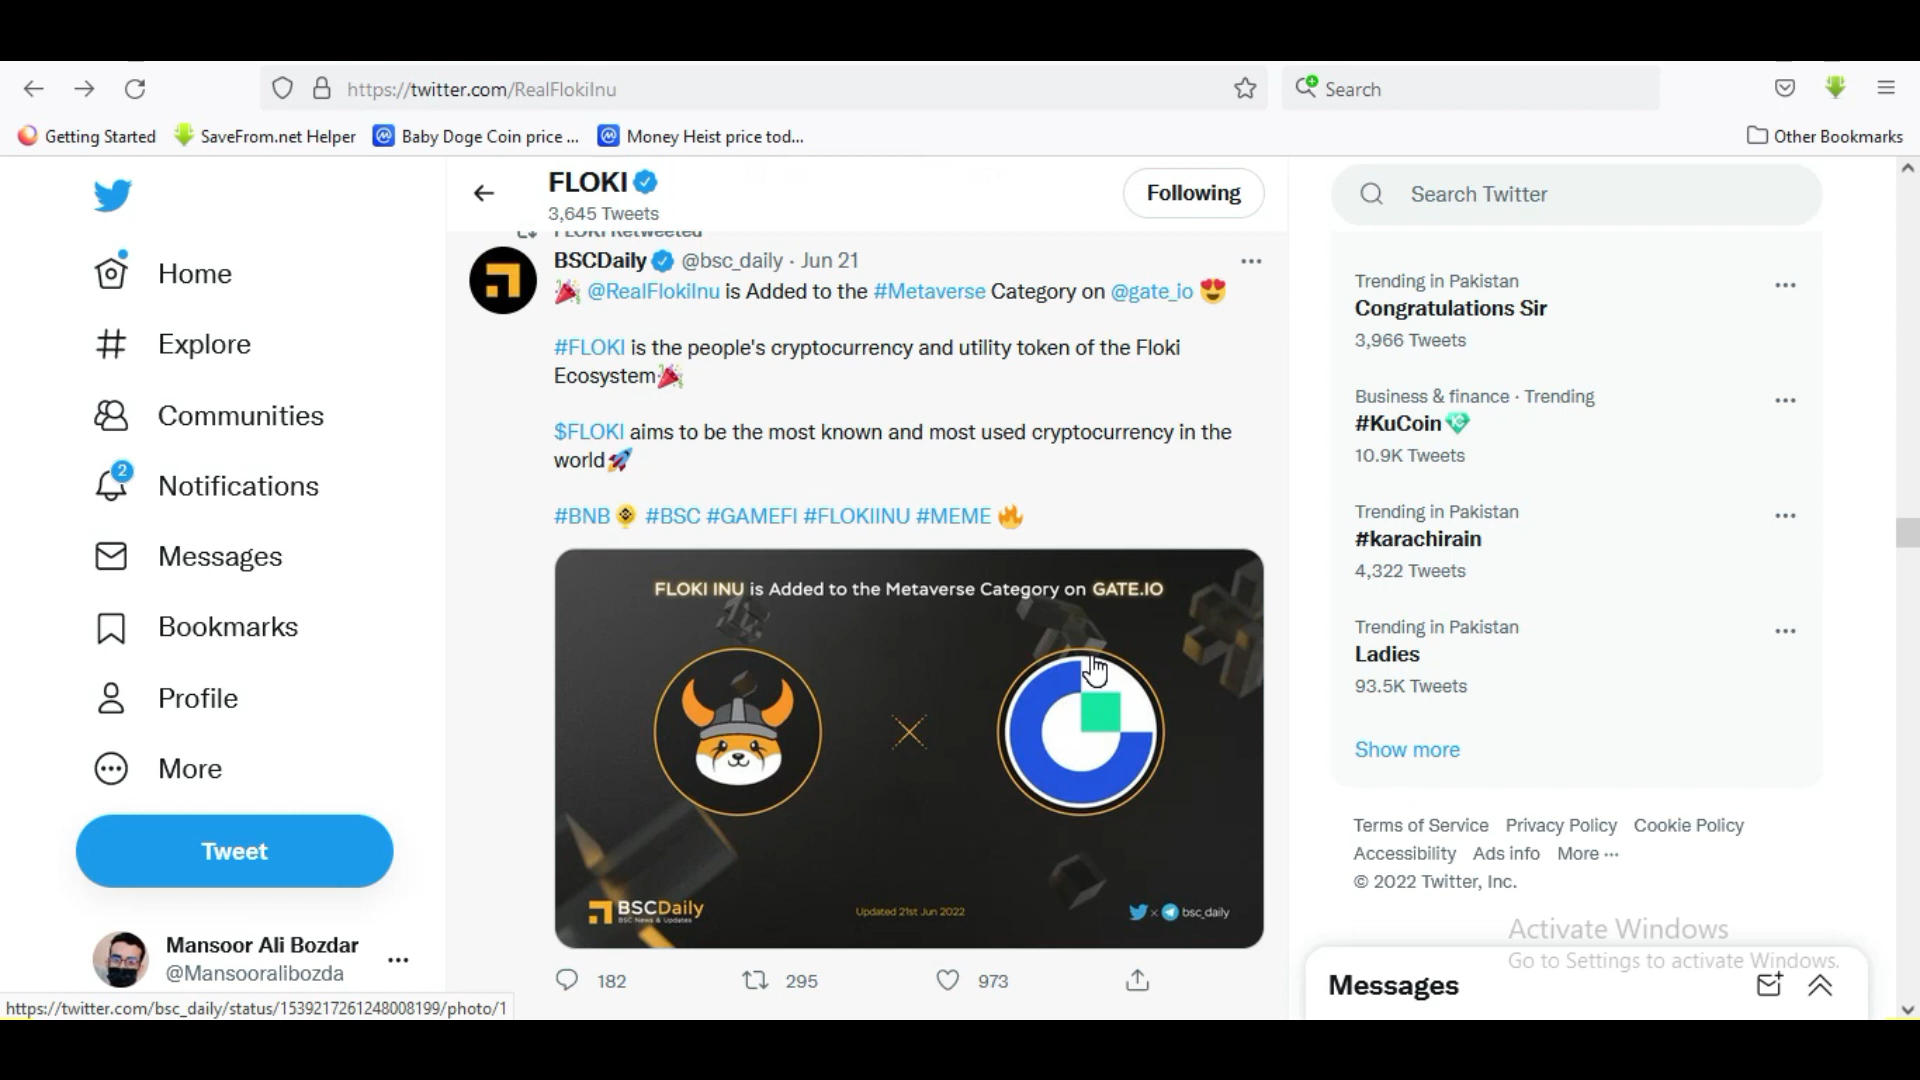 https://twitter.com/RealFlokiInu
Search
Getting Started
SaveFrom.net Helper
Baby Doge Coin price ...
Money Heist price tod...
Other Bookmarks
Home
Explore
Communities
2
Notifications
Messages
Bookmarks
Profile
More
Tweet
Mansoor Ali Bozdar
@Mansooralibozda
https://twitter.com/bsc_daily/status/1539217261248008199/photo/1
FLOKI
3,645 Tweets
Following
FLOKI Retweeted
BSCDaily @bsc_daily · Jun 21
🎉 @RealFlokiInu is Added to the #Metaverse Category on @gate_io 😍
#FLOKI is the people's cryptocurrency and utility token of the Floki
Ecosystem🎉
$FLOKI aims to be the most known and most used cryptocurrency in the
world🚀
#BNB #BSC #GAMEFI #FLOKIINU #MEME 🔥
FLOKI INU is Added to the Metaverse Category on GATE.IO
BSCDaily
BSC News & Updates
Updated 21st Jun 2022
bsc_daily
182
295
973
Search Twitter
Trending in Pakistan
Congratulations Sir
3,966 Tweets
Business & finance · Trending
#KuCoin
10.9K Tweets
Trending in Pakistan
#karachirain
4,322 Tweets
Trending in Pakistan
Ladies
93.5K Tweets
Show more
Terms of Service Privacy Policy Cookie Policy
Accessibility Ads info More ···
© 2022 Twitter, Inc.
Activate Windows
Go to Settings to activate Windows.
Messages